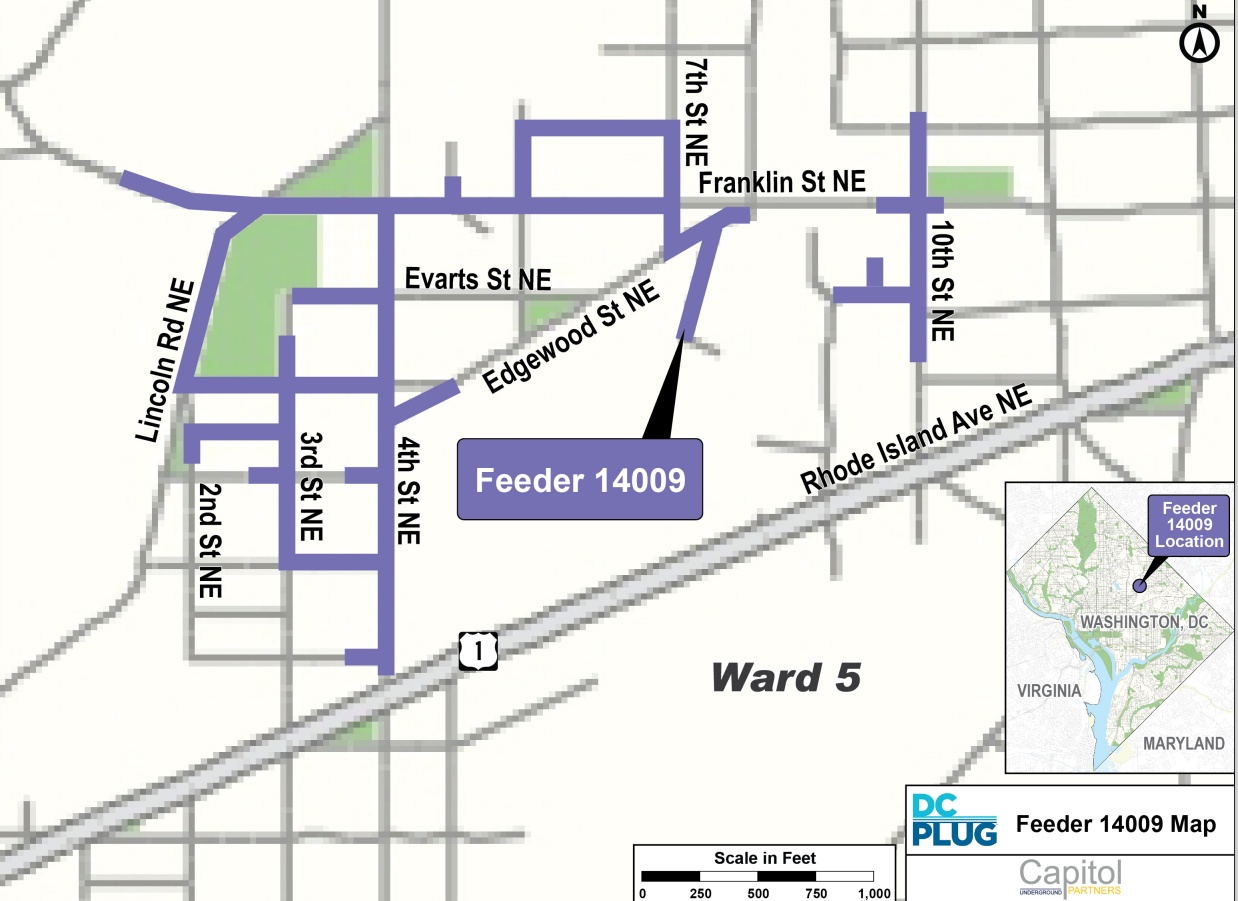 N
7th St NE
Franklin St NE
10th St NE
Evarts St NE
Edgewood St NE
Lincoln Rd NE
3rd St NE
4th St NE
2nd St NE
Feeder 14009
Rhode Island Ave NE
1
Ward 5
Feeder
14009
Location
WASHINGTON, DC
VIRGINIA
MARYLAND
DC
PLUG
Feeder 14009 Map
Capitol
UNDERGROUND PARTNERS
Scale in Feet
0 250 500 750 1,000